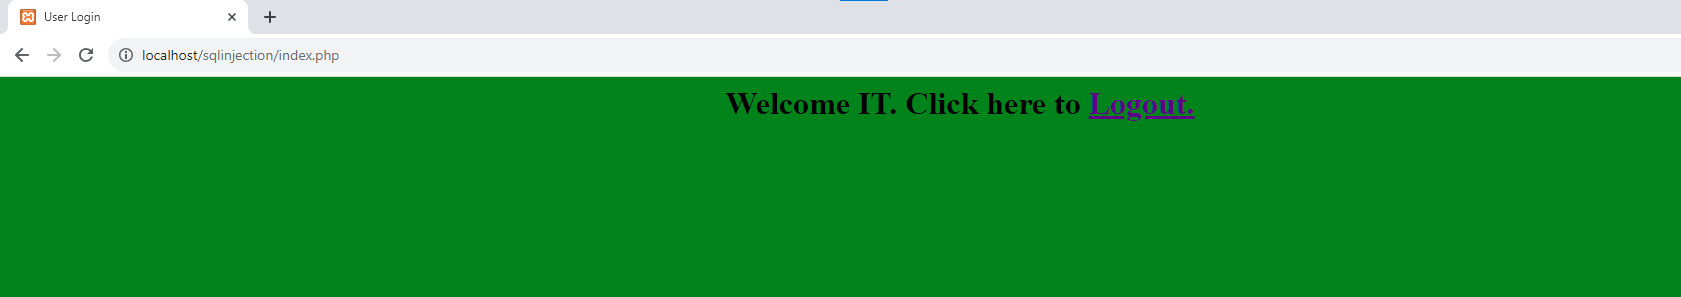 User Login
localhost/sqlinjection/index.php
Welcome IT. Click here to Logout.